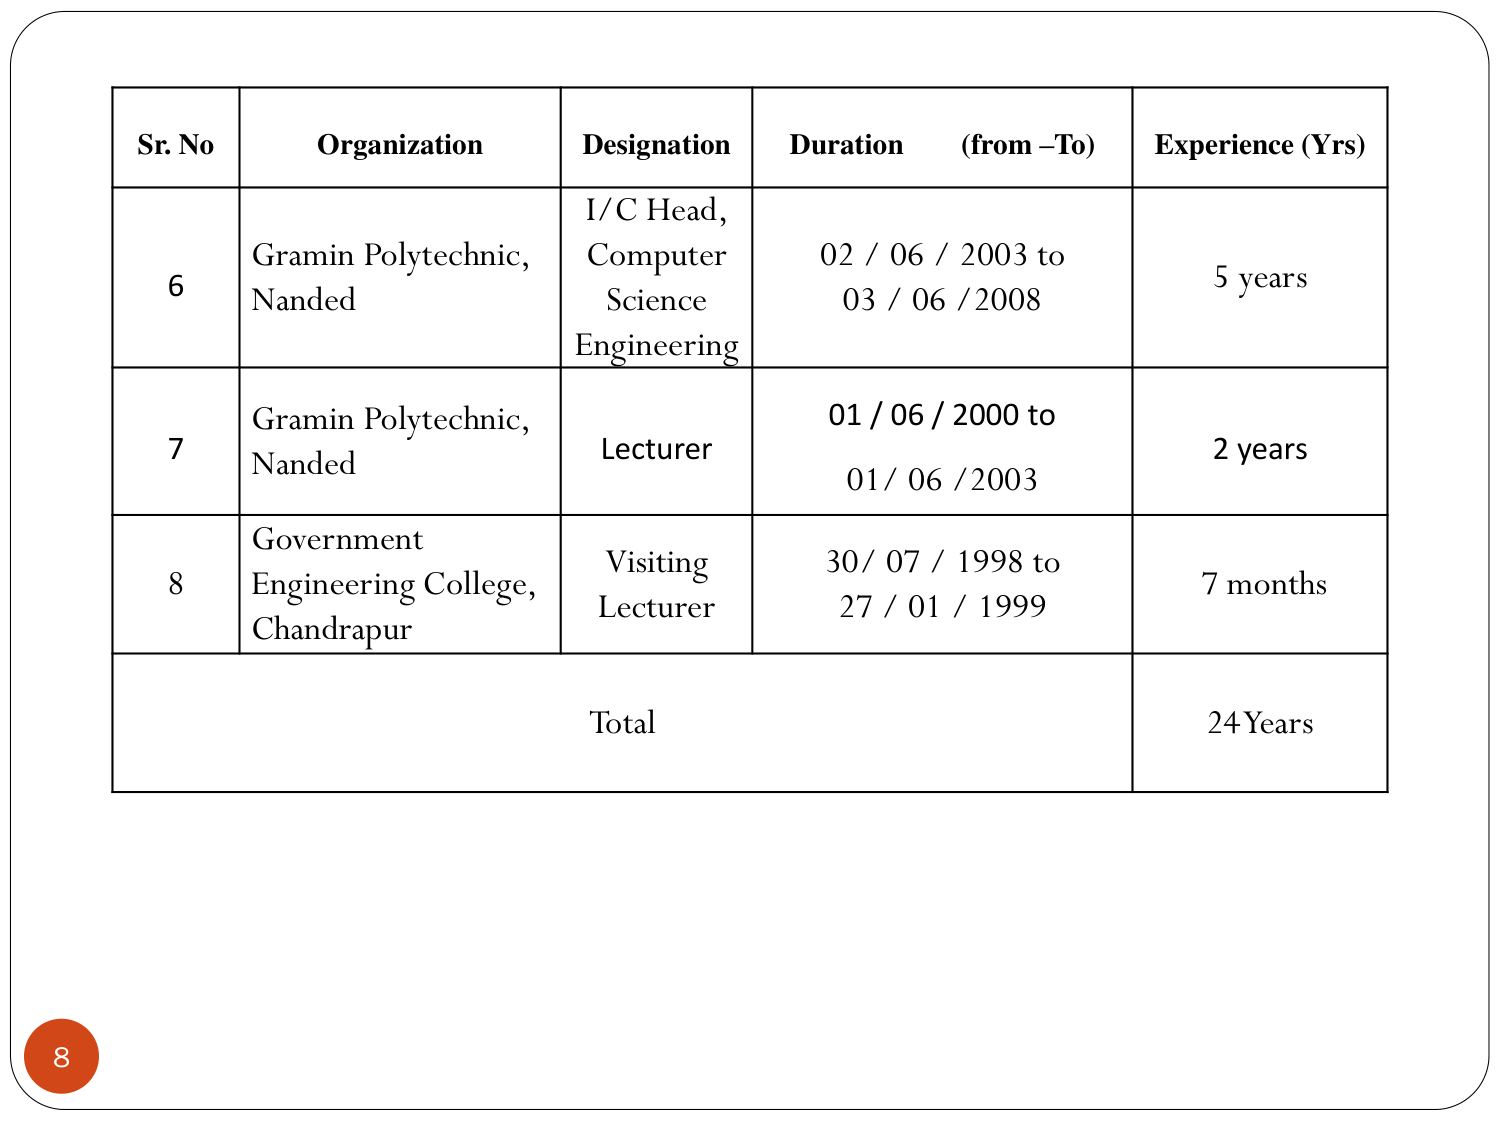 Sr. No Organization Designation Duration (from –To) Experience (Yrs)
6
Gramin Polytechnic,
Nanded
I/C Head,
Computer
Science
Engineering
02 / 06 / 2003 to
03 / 06 /2008
5 years
7
Gramin Polytechnic,
Nanded
Lecturer
01 / 06 / 2000 to
01/ 06 /2003
2 years
8
Government
Engineering College,
Chandrapur
Visiting
Lecturer
30/ 07 / 1998 to
27 / 01 / 1999
7 months
Total
24 Years
8